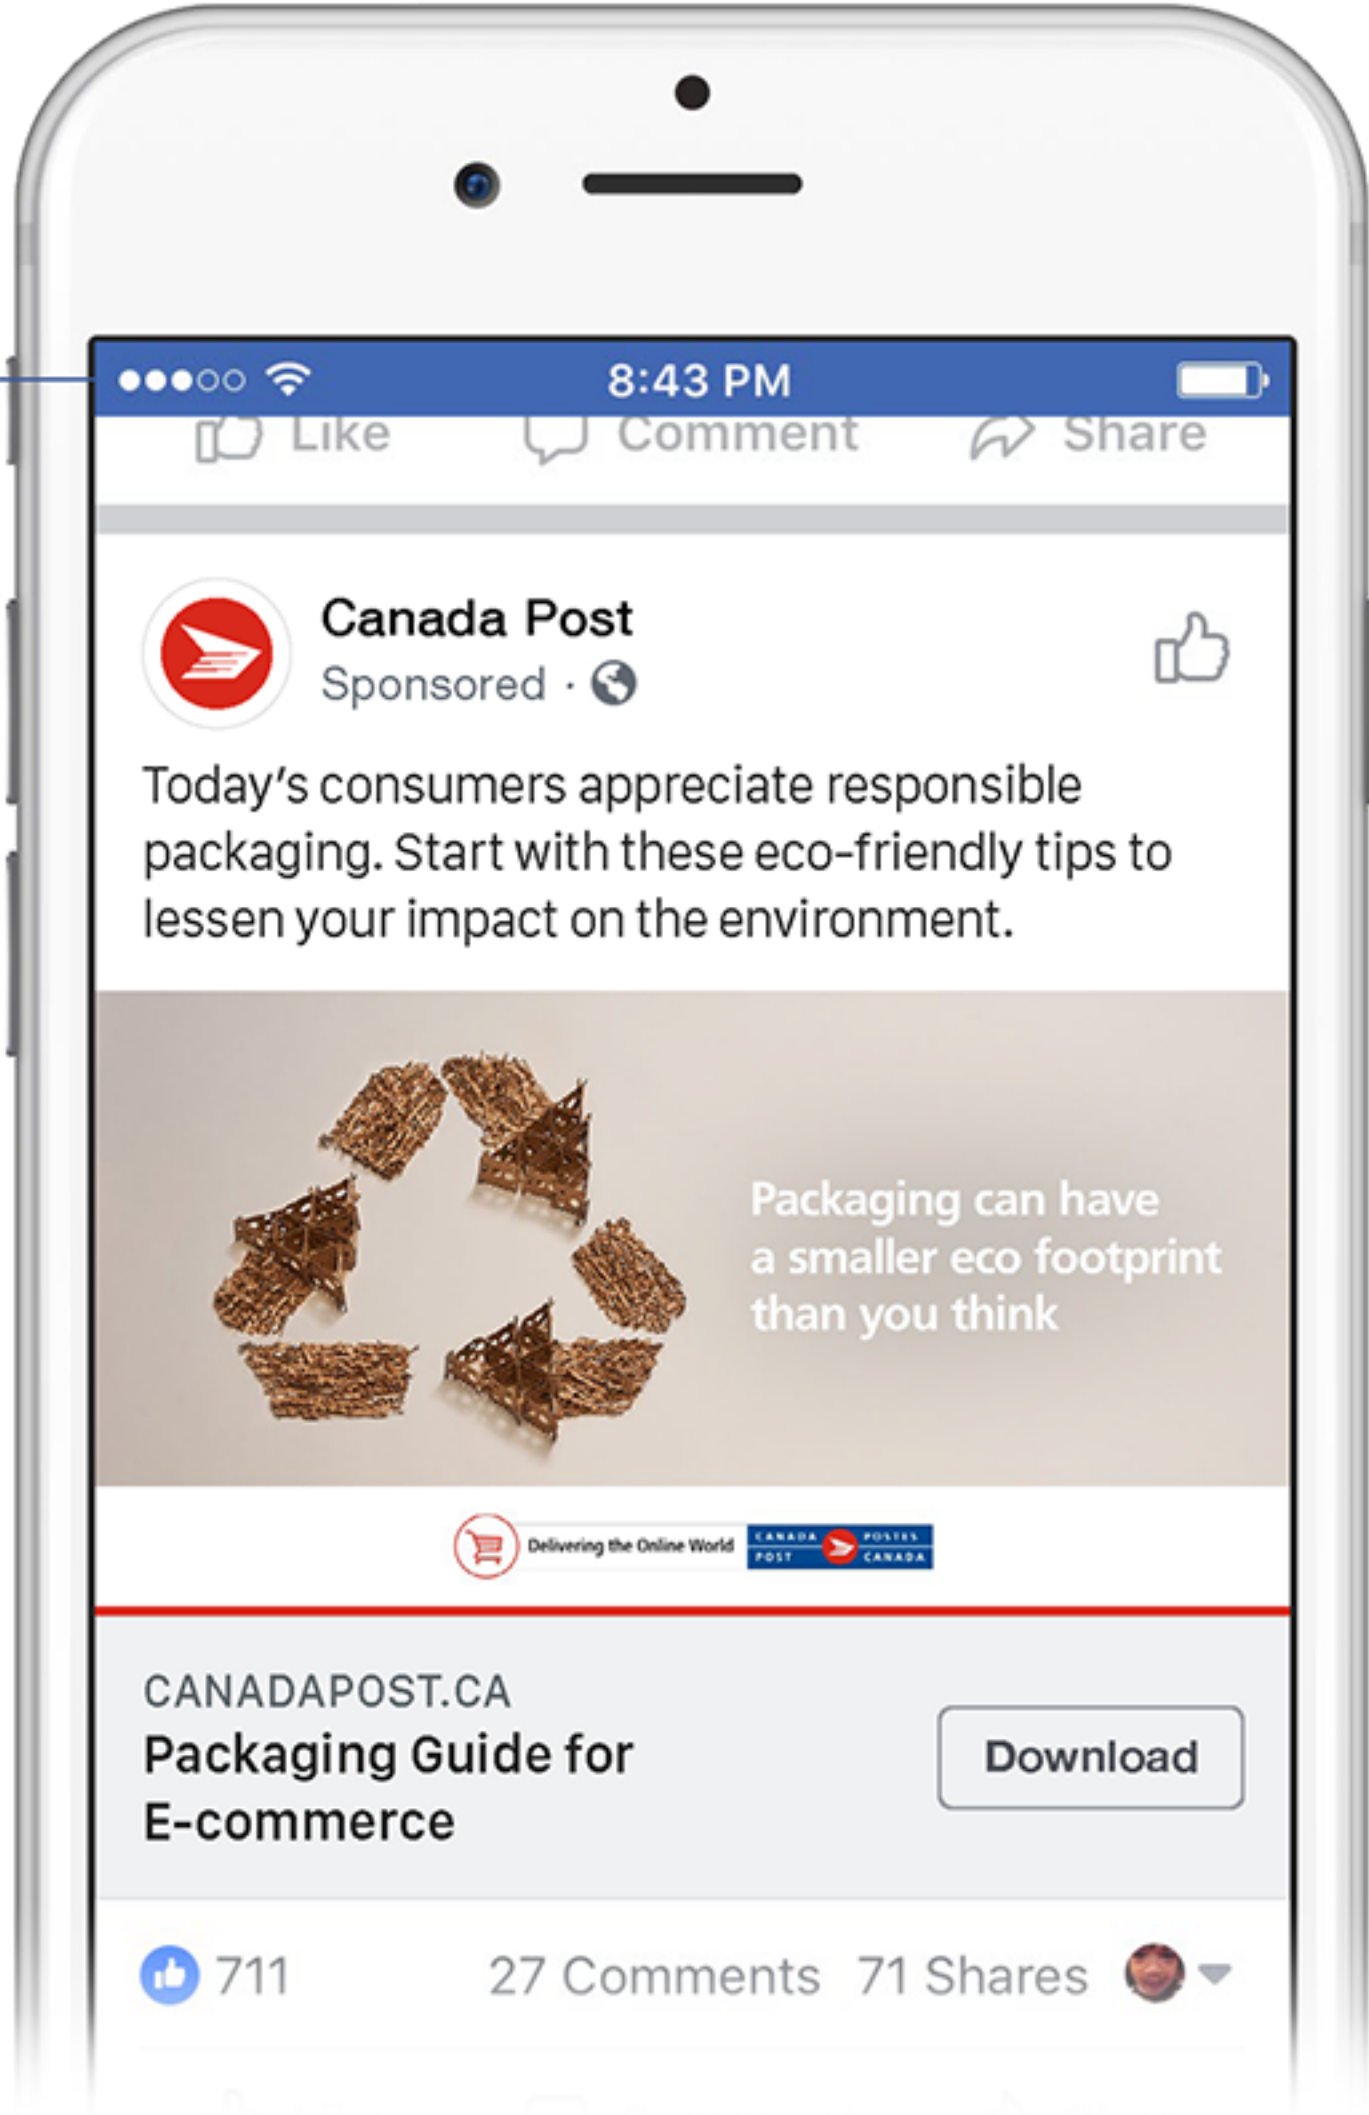 8:43 PM
Like Comment Share
Canada Post
Sponsored ·
Today's consumers appreciate responsible
packaging. Start with these eco-friendly tips to
lessen your impact on the environment.
Packaging can have
a smaller eco footprint
than you think
Delivering the Online World
CANADA POSTES
POST CANADA
CANADAPOST.CA
Packaging Guide for
E-commerce
Download
711 27 Comments 71 Shares